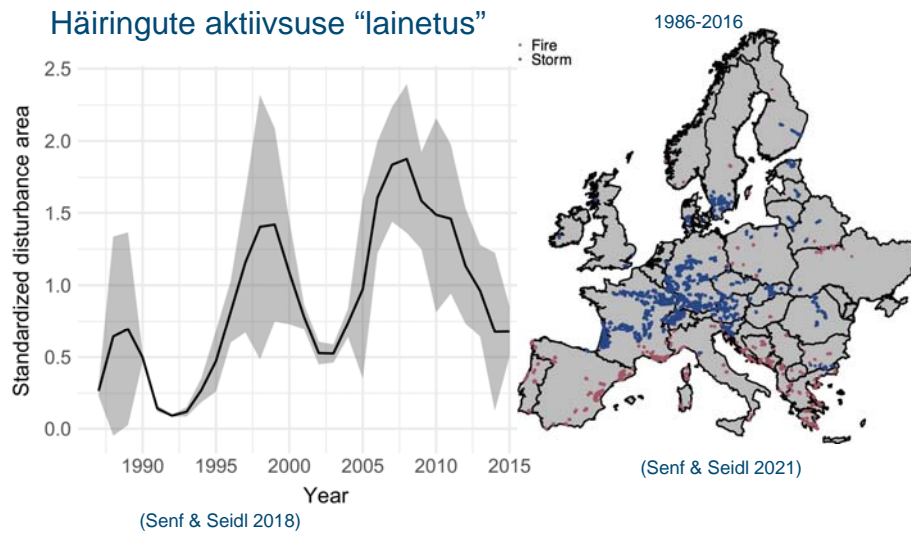 Häiringute aktiivsuse “lainetus”
1986-2016
Fire
Storm
Standardized disturbance area
2.5
2.0
1.5
1.0
0.5
0.0
1990 1995 2000 2005 2010 2015
Year
(Senf & Seidl 2018)
(Senf & Seidl 2021)